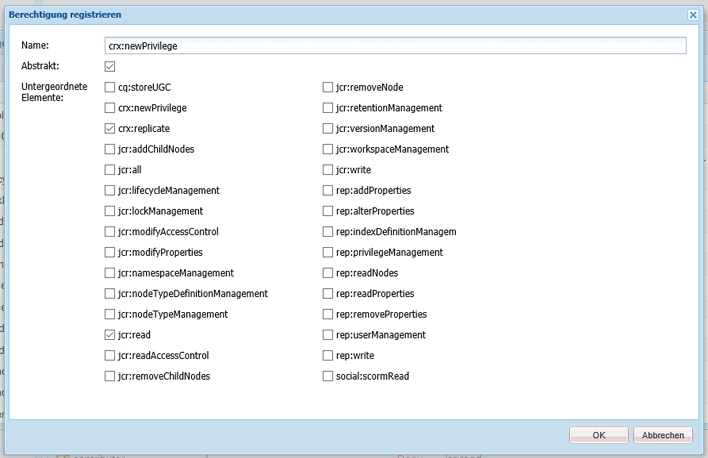 Berechtigung registrieren
Name: crx:newPrivilege
Abstrakt:
Untergeordnete Elemente:
cq:storeUGC
crx:newPrivilege
crx:replicate
jcr:addChildNodes
jcr:all
jcr:lifecycleManagement
jcr:lockManagement
jcr:modifyAccessControl
jcr:modifyProperties
jcr:namespaceManagement
jcr:nodeTypeDefinitionManagement
jcr:nodeTypeManagement
jcr:read
jcr:readAccessControl
jcr:removeChildNodes
jcr:removeNode
jcr:retentionManagement
jcr:versionManagement
jcr:workspaceManagement
jcr:write
rep:addProperties
rep:alterProperties
rep:indexDefinitionManagem
rep:privilegeManagement
rep:readNodes
rep:readProperties
rep:removeProperties
rep:userManagement
rep:write
social:scormRead
OK
Abbrechen